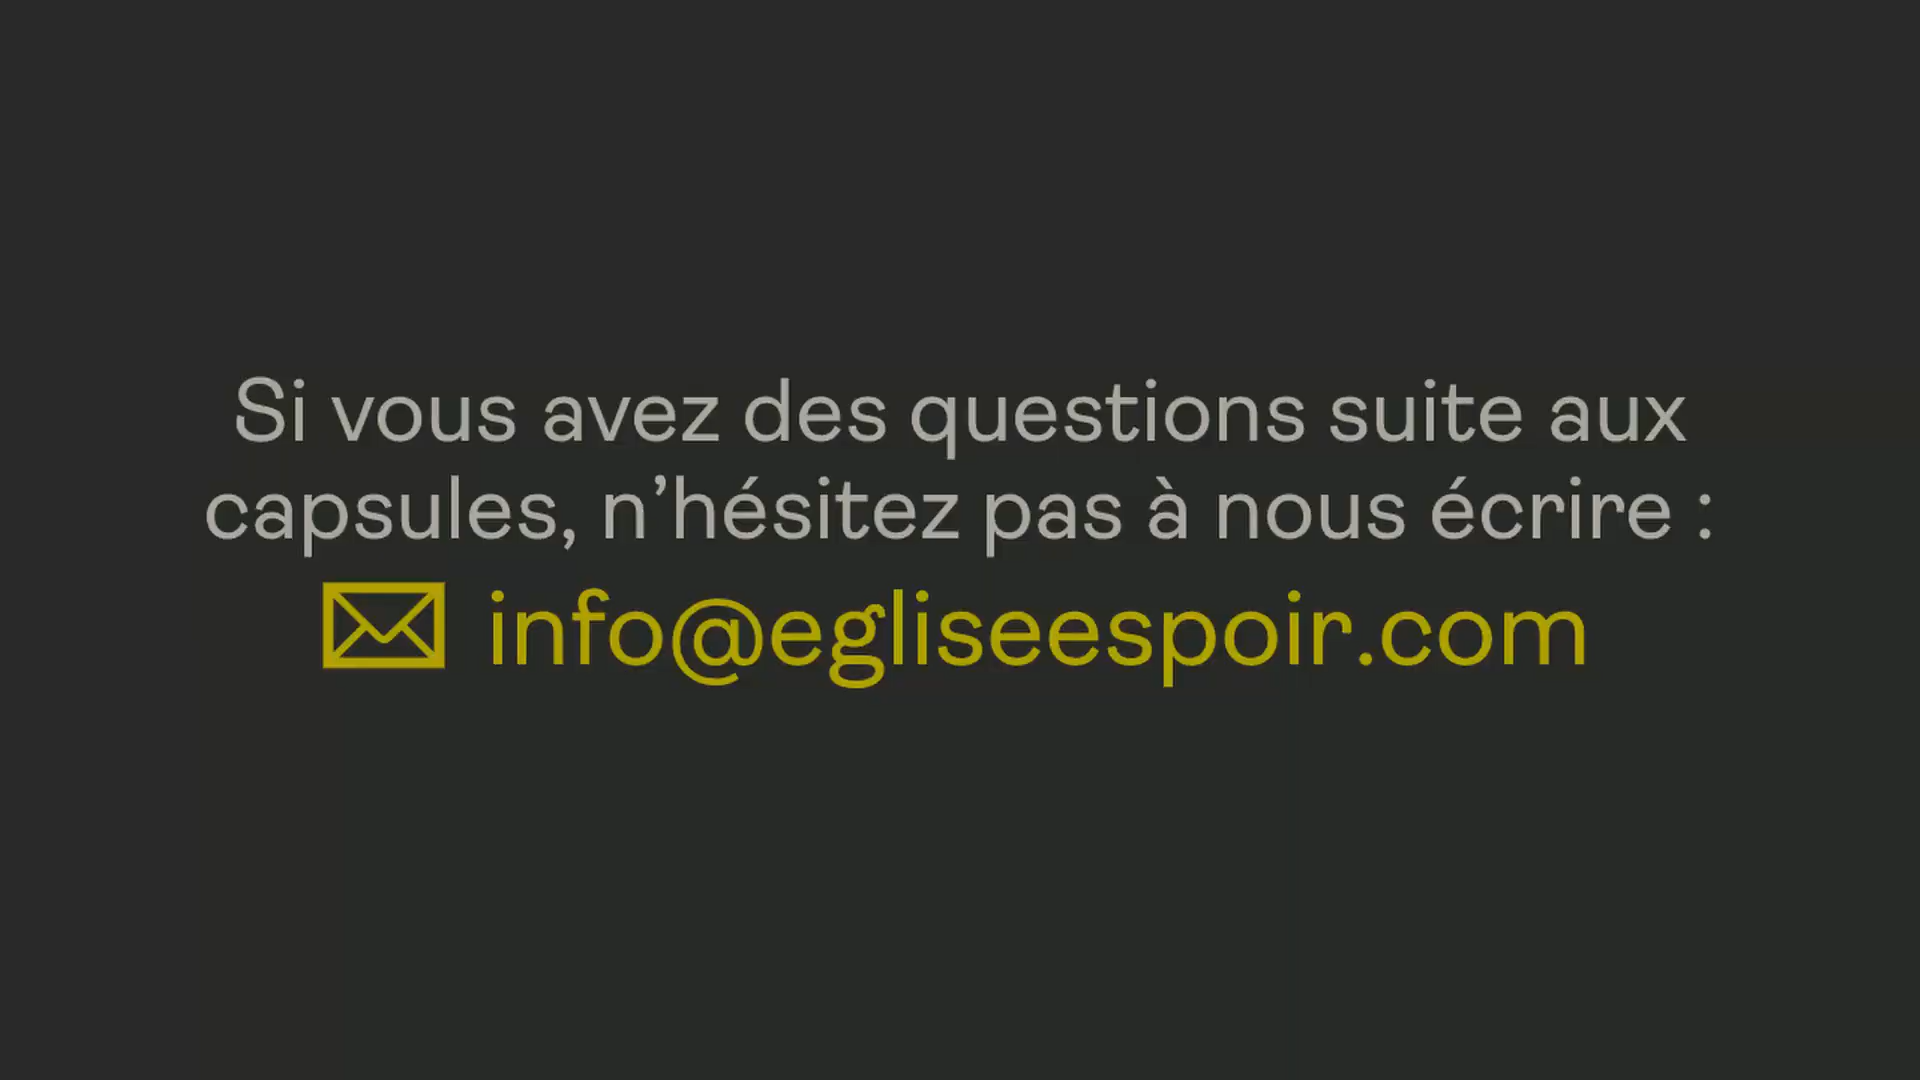 Si vous avez des questions suite aux
capsules, n’hésitez pas à nous écrire :
info@egliseespoir.com